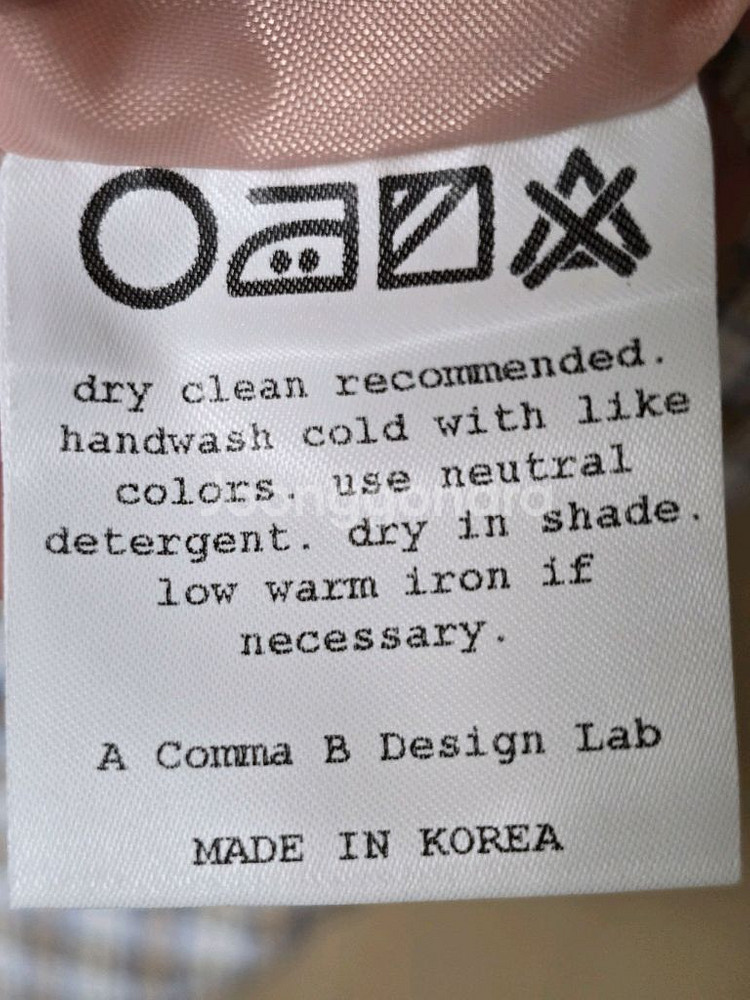 dry clean recommended.
handwash cold with like
colors. use neutral
detergent. dry in shade.
low warm iron if
necessary.
A Comma B Design Lab
MADE IN KOREA